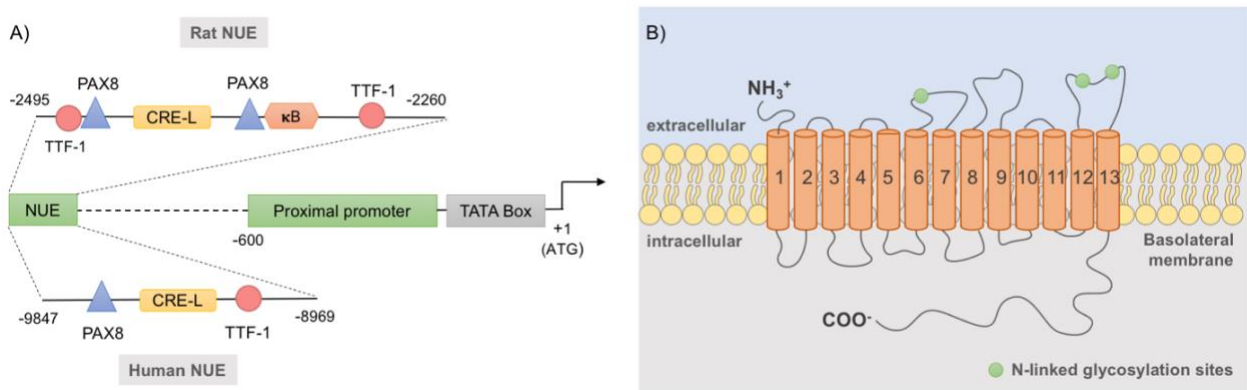 A)
Rat NUE
PAX8
PAX8
TTF-1
-2495
-2260
CRE-L
κB
TTF-1
NUE
Proximal promoter
TATA Box
-600
+1
(ATG)
-9847
CRE-L
-8969
PAX8
TTF-1
Human NUE
B)
NH₃⁺
extracellular
1 2 3 4 5 6 7 8 9 10 11 12 13
intracellular
Basolateral
membrane
COO⁻
N-linked glycosylation sites